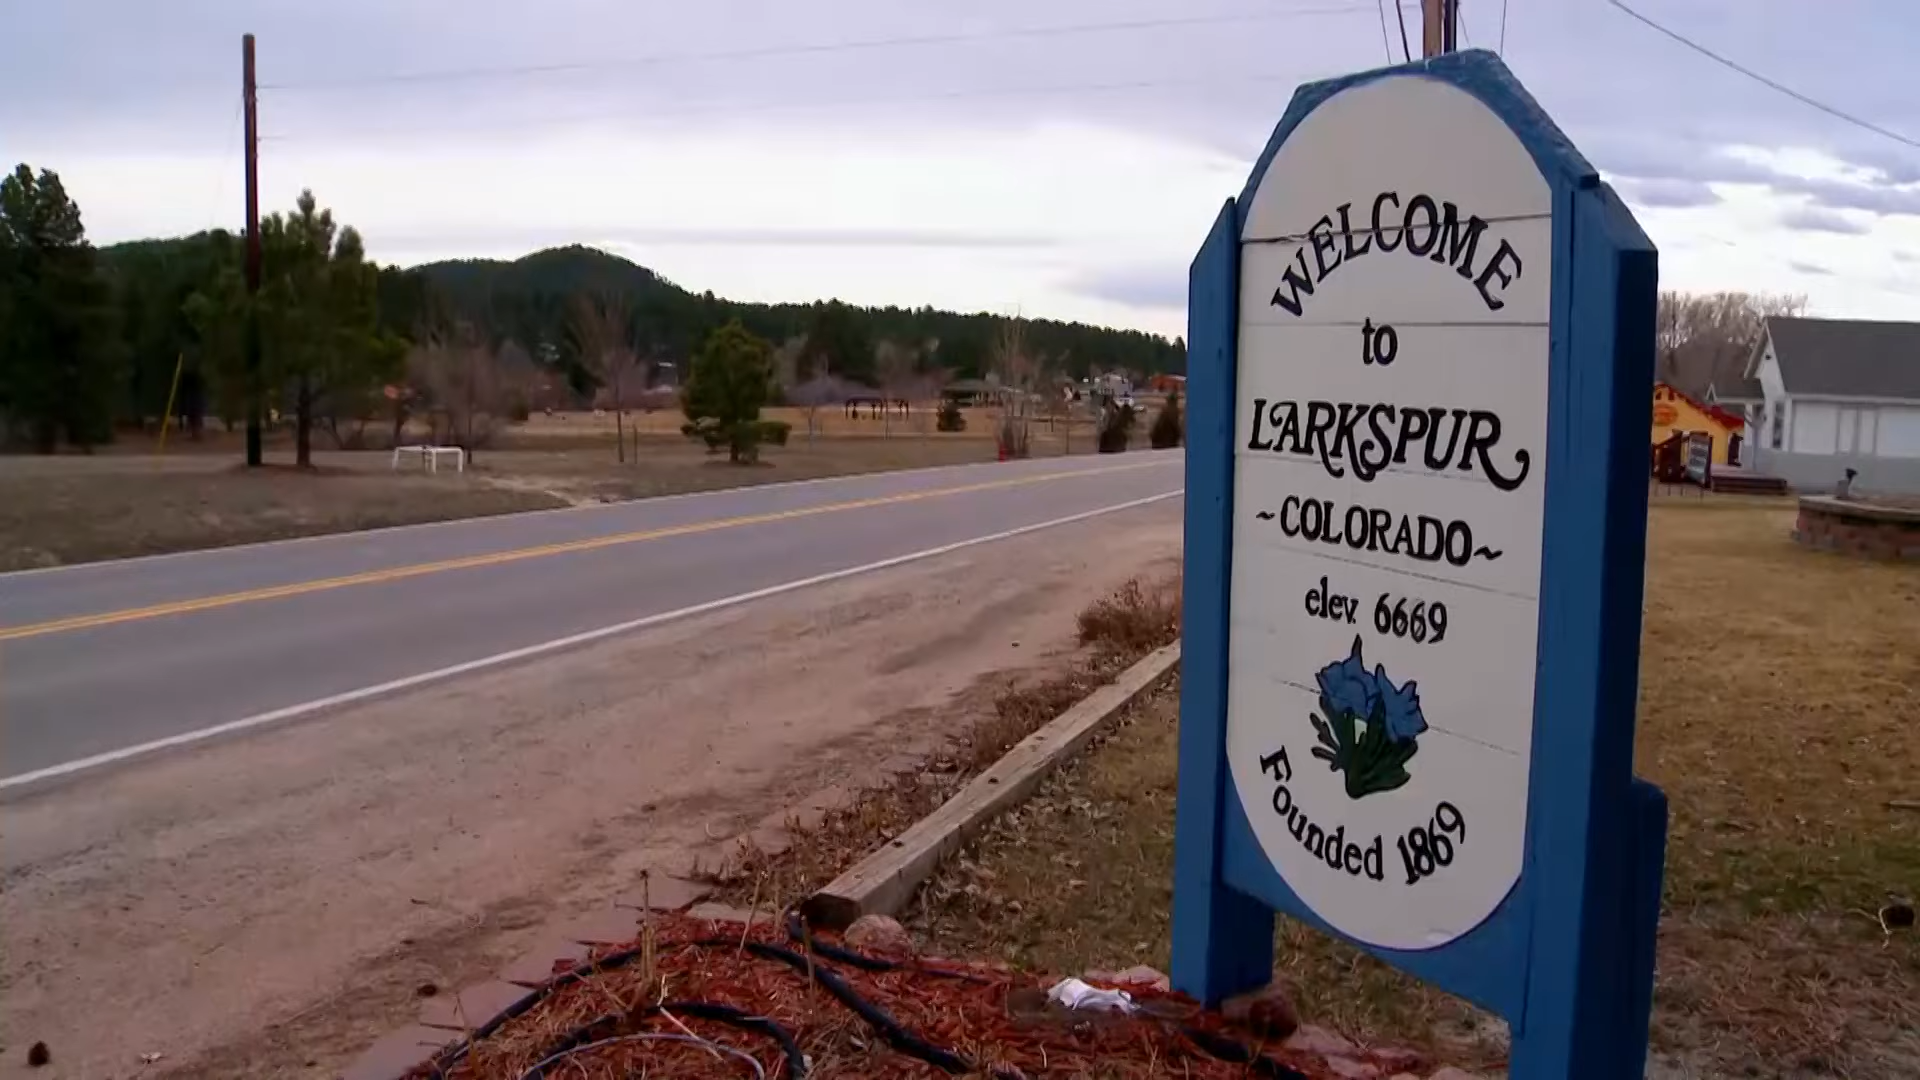 WELCOME
to
LARKSPUR
~COLORADO~
elev. 6669
Founded 1869